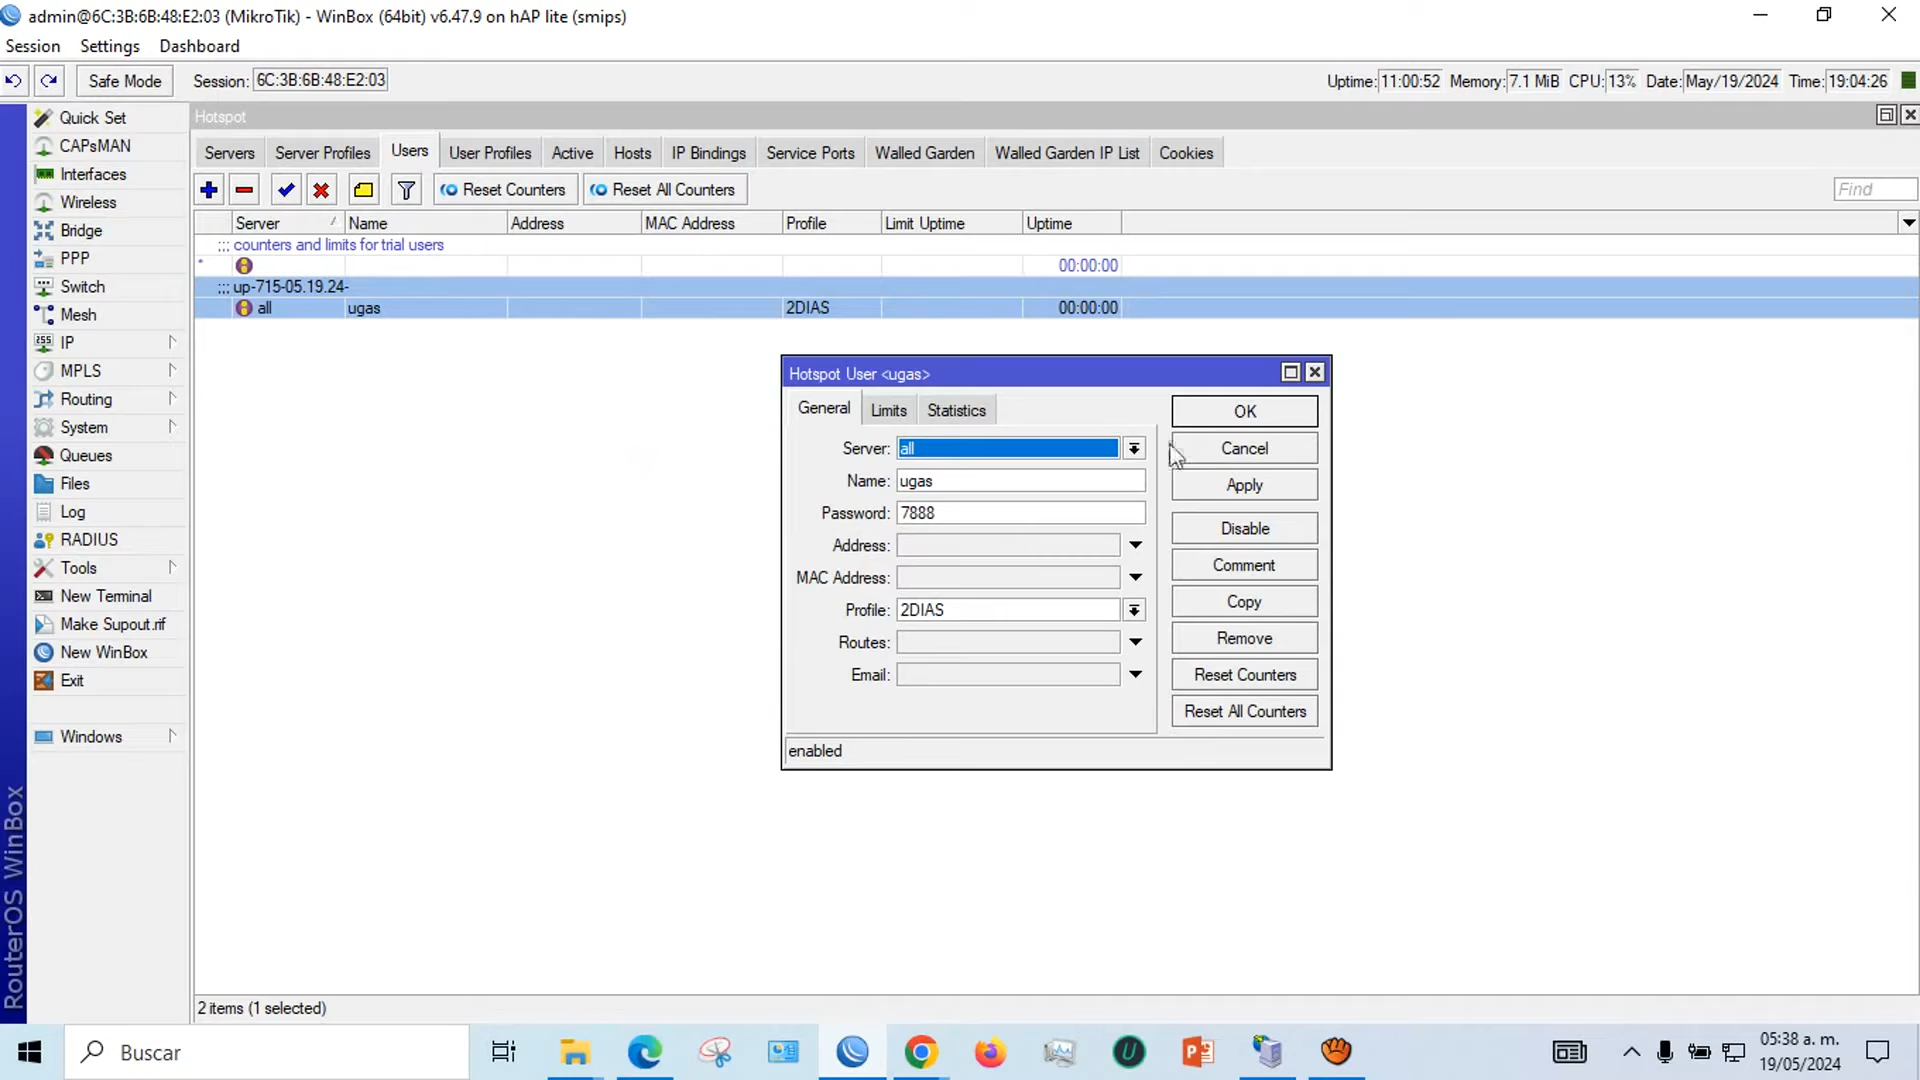 admin@6C:3B:6B:48:E2:03 (MikroTik) - WinBox (64bit) v6.47.9 on hAP lite (smips)
Session Settings Dashboard
Safe Mode Session: 6C:3B:6B:48:E2:03 Uptime: 11:00:52 Memory: 7.1 MiB CPU: 13% Date: May/19/2024 Time: 19:04:26
Quick Set
CAPsMAN
Interfaces
Wireless
Bridge
PPP
Switch
Mesh
IP
MPLS
Routing
System
Queues
Files
Log
RADIUS
Tools
New Terminal
Make Supout.rif
New WinBox
Exit
Windows
RouterOS WinBox
Hotspot
Servers Server Profiles Users User Profiles Active Hosts IP Bindings Service Ports Walled Garden Walled Garden IP List Cookies
Reset Counters Reset All Counters Find
Server Name Address MAC Address Profile Limit Uptime Uptime
;;; counters and limits for trial users
* 00:00:00
;;; up-715-05.19.24-
all ugas 2DIAS 00:00:00
Hotspot User <ugas>
General Limits Statistics
Server: all
Name: ugas
Password: 7888
Address:
MAC Address:
Profile: 2DIAS
Routes:
Email:
OK
Cancel
Apply
Disable
Comment
Copy
Remove
Reset Counters
Reset All Counters
enabled
2 items (1 selected)
Buscar
05:38 a. m.
19/05/2024